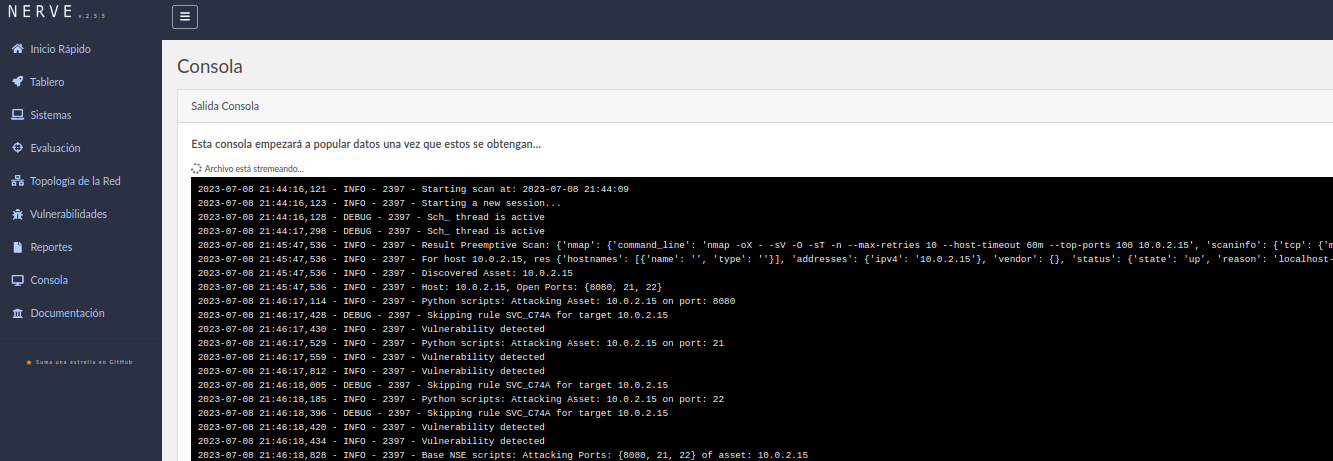 NERVE v.2.5.5
Inicio Rápido
Tablero
Sistemas
Evaluación
Topología de la Red
Vulnerabilidades
Reportes
Consola
Documentación
Suma una estrella en GitHub
Consola
Salida Consola
Esta consola empezará a popular datos una vez que estos se obtengan...
Archivo está stremeando...
2023-07-08 21:44:16,121 - INFO - 2397 - Starting scan at: 2023-07-08 21:44:09
2023-07-08 21:44:16,123 - INFO - 2397 - Starting a new session...
2023-07-08 21:44:16,128 - DEBUG - 2397 - Sch_ thread is active
2023-07-08 21:44:17,298 - DEBUG - 2397 - Sch_ thread is active
2023-07-08 21:45:47,536 - INFO - 2397 - Result Preemptive Scan: {'nmap': {'command_line': 'nmap -oX - -sV -O -sT -n --max-retries 10 --host-timeout 60m --top-ports 100 10.0.2.15', 'scaninfo': {'tcp': {'m
2023-07-08 21:45:47,536 - INFO - 2397 - For host 10.0.2.15, res {'hostnames': [{'name': '', 'type': ''}], 'addresses': {'ipv4': '10.0.2.15'}, 'vendor': {}, 'status': {'state': 'up', 'reason': 'localhost-
2023-07-08 21:45:47,536 - INFO - 2397 - Discovered Asset: 10.0.2.15
2023-07-08 21:45:47,536 - INFO - 2397 - Host: 10.0.2.15, Open Ports: {8080, 21, 22}
2023-07-08 21:46:17,114 - INFO - 2397 - Python scripts: Attacking Asset: 10.0.2.15 on port: 8080
2023-07-08 21:46:17,428 - DEBUG - 2397 - Skipping rule SVC_C74A for target 10.0.2.15
2023-07-08 21:46:17,430 - INFO - 2397 - Vulnerability detected
2023-07-08 21:46:17,529 - INFO - 2397 - Python scripts: Attacking Asset: 10.0.2.15 on port: 21
2023-07-08 21:46:17,559 - INFO - 2397 - Vulnerability detected
2023-07-08 21:46:17,812 - INFO - 2397 - Vulnerability detected
2023-07-08 21:46:18,005 - DEBUG - 2397 - Skipping rule SVC_C74A for target 10.0.2.15
2023-07-08 21:46:18,185 - INFO - 2397 - Python scripts: Attacking Asset: 10.0.2.15 on port: 22
2023-07-08 21:46:18,396 - DEBUG - 2397 - Skipping rule SVC_C74A for target 10.0.2.15
2023-07-08 21:46:18,420 - INFO - 2397 - Vulnerability detected
2023-07-08 21:46:18,434 - INFO - 2397 - Vulnerability detected
2023-07-08 21:46:18,828 - INFO - 2397 - Base NSE scripts: Attacking Ports: {8080, 21, 22} of asset: 10.0.2.15